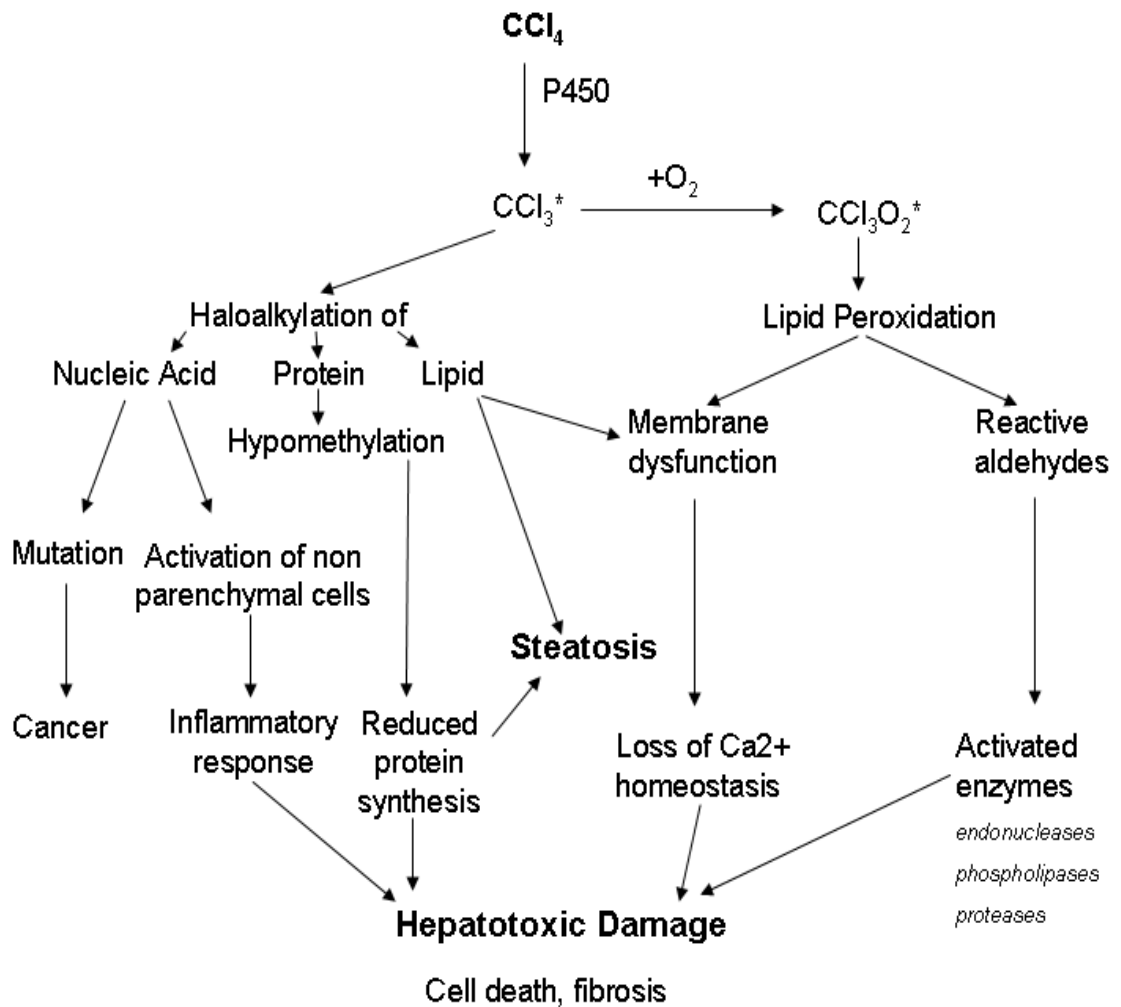 CCl4
P450
+O2
CCl3*
CCl3O2*
Haloalkylation of
Lipid Peroxidation
Nucleic Acid
Protein
Lipid
Hypomethylation
Membrane
dysfunction
Reactive
aldehydes
Mutation
Activation of non
parenchymal cells
Steatosis
Cancer
Inflammatory
response
Reduced
protein
synthesis
Loss of Ca2+
homeostasis
Activated
enzymes
endonucleases
phospholipases
proteases
Hepatotoxic Damage
Cell death, fibrosis